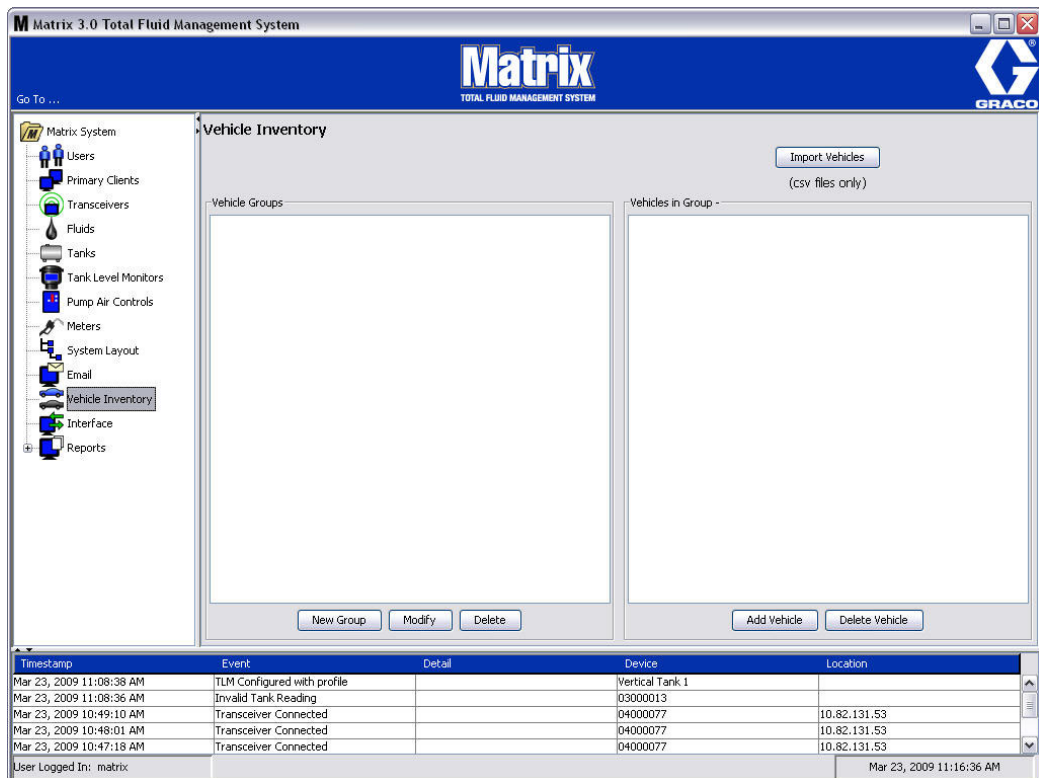 M Matrix 3.0 Total Fluid Management System
Matrix
TOTAL FLUID MANAGEMENT SYSTEM
GRACO
®
Go To ...
Matrix System
Users
Primary Clients
Transceivers
Fluids
Tanks
Tank Level Monitors
Pump Air Controls
Meters
System Layout
Email
Vehicle Inventory
Interface
Reports
Vehicle Inventory
Import Vehicles
(csv files only)
Vehicle Groups
Vehicles in Group -
New Group Modify Delete
Add Vehicle Delete Vehicle
Timestamp Event Detail Device Location
Mar 23, 2009 11:08:38 AM TLM Configured with profile Vertical Tank 1
Mar 23, 2009 11:08:36 AM Invalid Tank Reading 03000013
Mar 23, 2009 10:49:10 AM Transceiver Connected 04000077 10.82.131.53
Mar 23, 2009 10:48:01 AM Transceiver Connected 04000077 10.82.131.53
Mar 23, 2009 10:47:18 AM Transceiver Connected 04000077 10.82.131.53
User Logged In: matrix Mar 23, 2009 11:16:36 AM